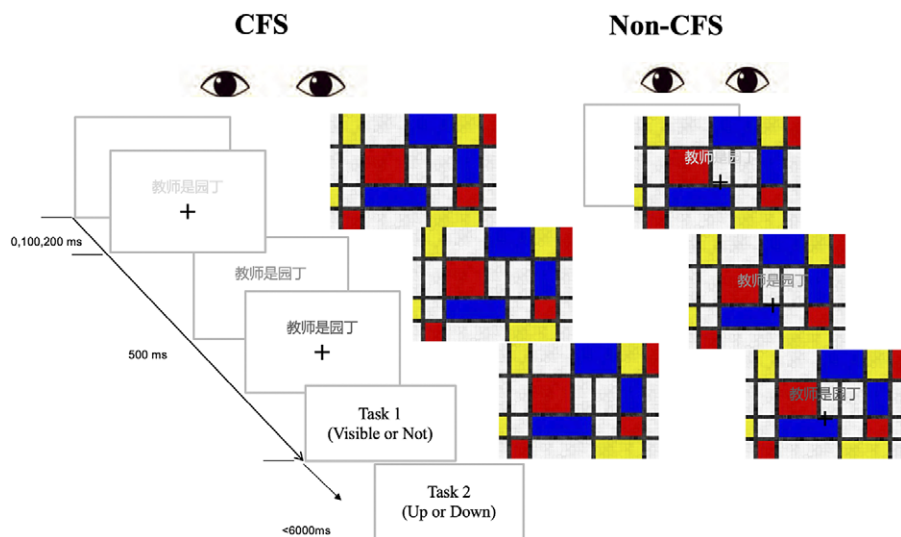 CFS
Non-CFS
教师是园丁
教师是园丁
0,100,200 ms
教师是园丁
教师是园丁
500 ms
教师是园丁
教师是园丁
Task 1
(Visible or Not)
Task 2
(Up or Down)
<6000ms